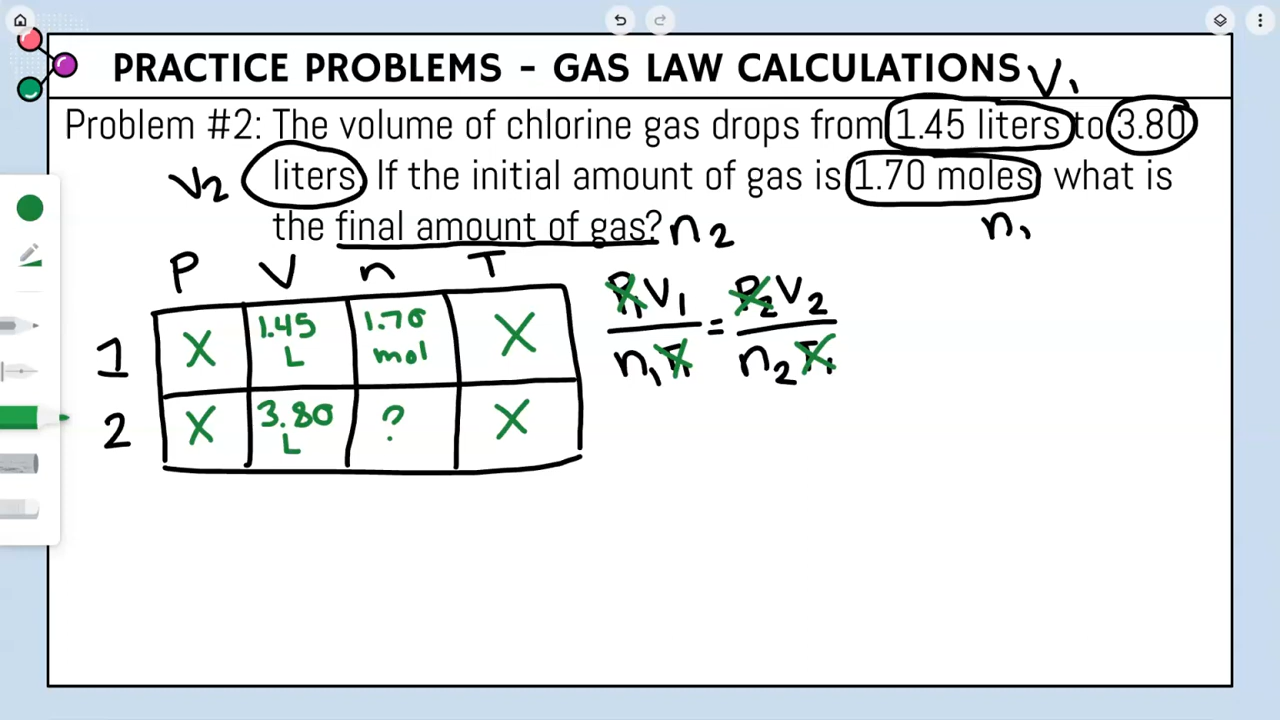 PRACTICE PROBLEMS - GAS LAW CALCULATIONS
V₁
Problem #2: The volume of chlorine gas drops from 1.45 liters to 3.80
V₂ liters. If the initial amount of gas is 1.70 moles what is
the final amount of gas? n₂ n₁
P V n T
1 X 1.45 L 1.70 mol X
2 X 3.80 L ? X
P₁V₁ = P₂V₂
n₁T₁ n₂T₁